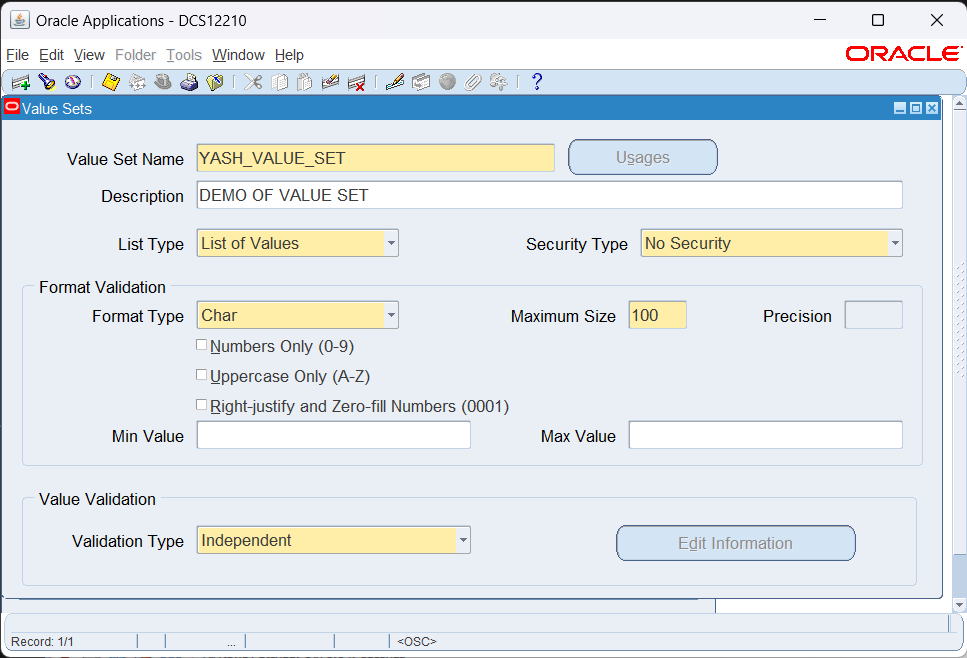 Oracle Applications - DCS12210
File Edit View Folder Tools Window Help
ORACLE
?
Value Sets
Value Set Name YASH_VALUE_SET Usages
Description DEMO OF VALUE SET
List Type List of Values Security Type No Security
Format Validation
Format Type Char Maximum Size 100 Precision
Numbers Only (0-9)
Uppercase Only (A-Z)
Right-justify and Zero-fill Numbers (0001)
Min Value Max Value
Value Validation
Validation Type Independent Edit Information
Record: 1/1 ... <OSC>